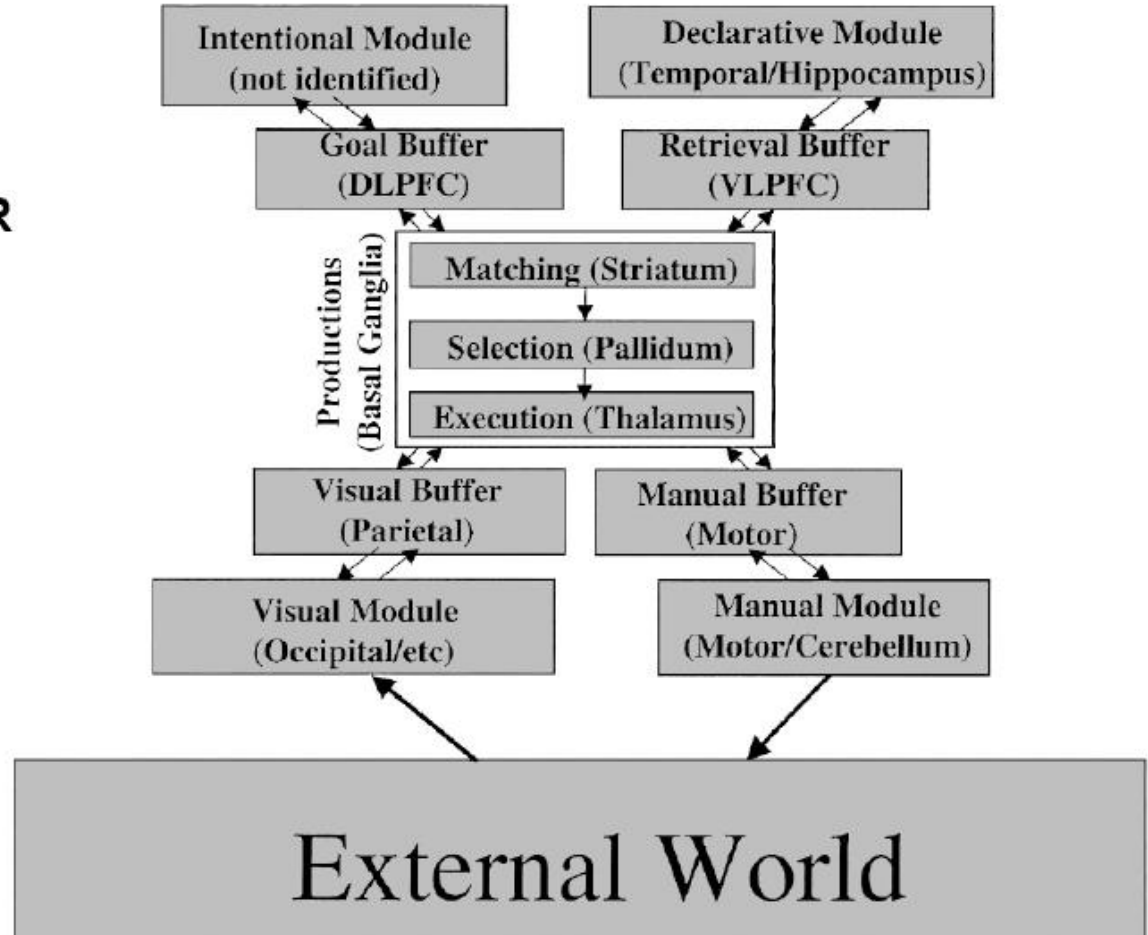 Intentional Module
(not identified)
Declarative Module
(Temporal/Hippocampus)
Goal Buffer
(DLPFC)
Retrieval Buffer
(VLPFC)
R
Productions
(Basal Ganglia)
Matching (Striatum)
Selection (Pallidum)
Execution (Thalamus)
Visual Buffer
(Parietal)
Manual Buffer
(Motor)
Visual Module
(Occipital/etc)
Manual Module
(Motor/Cerebellum)
External World